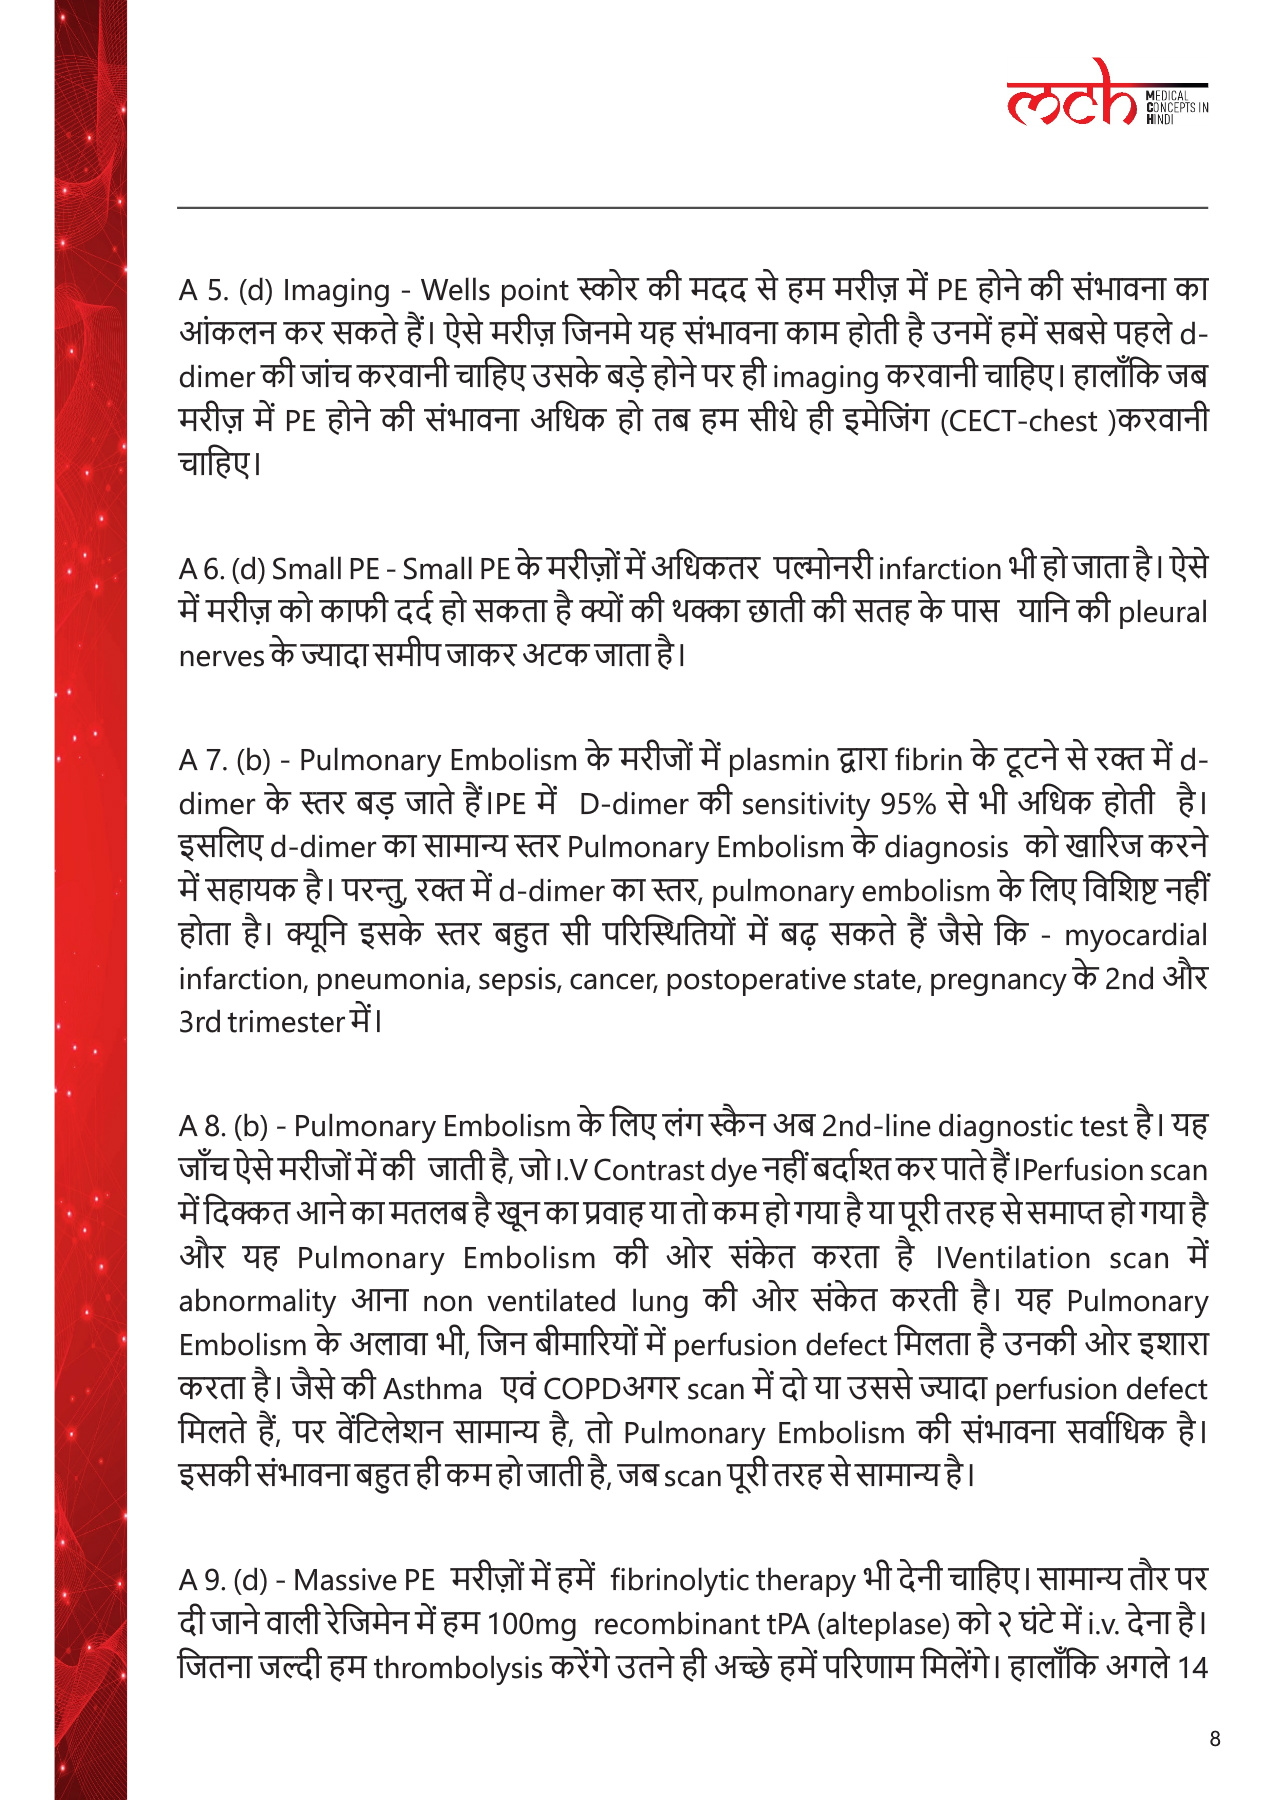 mch MEDICAL
CONCEPTS IN
HINDI
A 5. (d) Imaging - Wells point स्कोर की मदद से हम मरीज़ में PE होने की संभावना का
आंकलन कर सकते हैं। ऐसे मरीज़ जिनमे यह संभावना काम होती है उनमें हमें सबसे पहले d-
dimer की जांच करवानी चाहिए उसके बड़े होने पर ही imaging करवानी चाहिए। हालाँकि जब
मरीज़ में PE होने की संभावना अधिक हो तब हम सीधे ही इमेजिंग (CECT-chest )करवानी
चाहिए।
A 6. (d) Small PE - Small PE के मरीज़ों में अधिकतर पल्मोनरी infarction भी हो जाता है। ऐसे
में मरीज़ को काफी दर्द हो सकता है क्यों की थक्का छाती की सतह के पास यानि की pleural
nerves के ज्यादा समीप जाकर अटक जाता है।
A 7. (b) - Pulmonary Embolism के मरीजों में plasmin द्वारा fibrin के टूटने से रक्त में d-
dimer के स्तर बड़ जाते हैं।PE में D-dimer की sensitivity 95% से भी अधिक होती है।
इसलिए d-dimer का सामान्य स्तर Pulmonary Embolism के diagnosis को खारिज करने
में सहायक है। परन्तु, रक्त में d-dimer का स्तर, pulmonary embolism के लिए विशिष्ट नहीं
होता है। क्यूनि इसके स्तर बहुत सी परिस्थितियों में बढ़ सकते हैं जैसे कि - myocardial
infarction, pneumonia, sepsis, cancer, postoperative state, pregnancy के 2nd और
3rd trimester में।
A 8. (b) - Pulmonary Embolism के लिए लंग स्कैन अब 2nd-line diagnostic test है। यह
जाँच ऐसे मरीजों में की जाती है, जो I.V Contrast dye नहीं बर्दाश्त कर पाते हैं।Perfusion scan
में दिक्कत आने का मतलब है खून का प्रवाह या तो कम हो गया है या पूरी तरह से समाप्त हो गया है
और यह Pulmonary Embolism की ओर संकेत करता है ।Ventilation scan में
abnormality आना non ventilated lung की ओर संकेत करती है। यह Pulmonary
Embolism के अलावा भी, जिन बीमारियों में perfusion defect मिलता है उनकी ओर इशारा
करता है। जैसे की Asthma एवं COPDअगर scan में दो या उससे ज्यादा perfusion defect
मिलते हैं, पर वेंटिलेशन सामान्य है, तो Pulmonary Embolism की संभावना सर्वाधिक है।
इसकी संभावना बहुत ही कम हो जाती है, जब scan पूरी तरह से सामान्य है।
A 9. (d) - Massive PE मरीज़ों में हमें fibrinolytic therapy भी देनी चाहिए। सामान्य तौर पर
दी जाने वाली रेजिमेन में हम 100mg recombinant tPA (alteplase) को २ घंटे में i.v. देना है।
जितना जल्दी हम thrombolysis करेंगे उतने ही अच्छे हमें परिणाम मिलेंगे। हालाँकि अगले 14
8